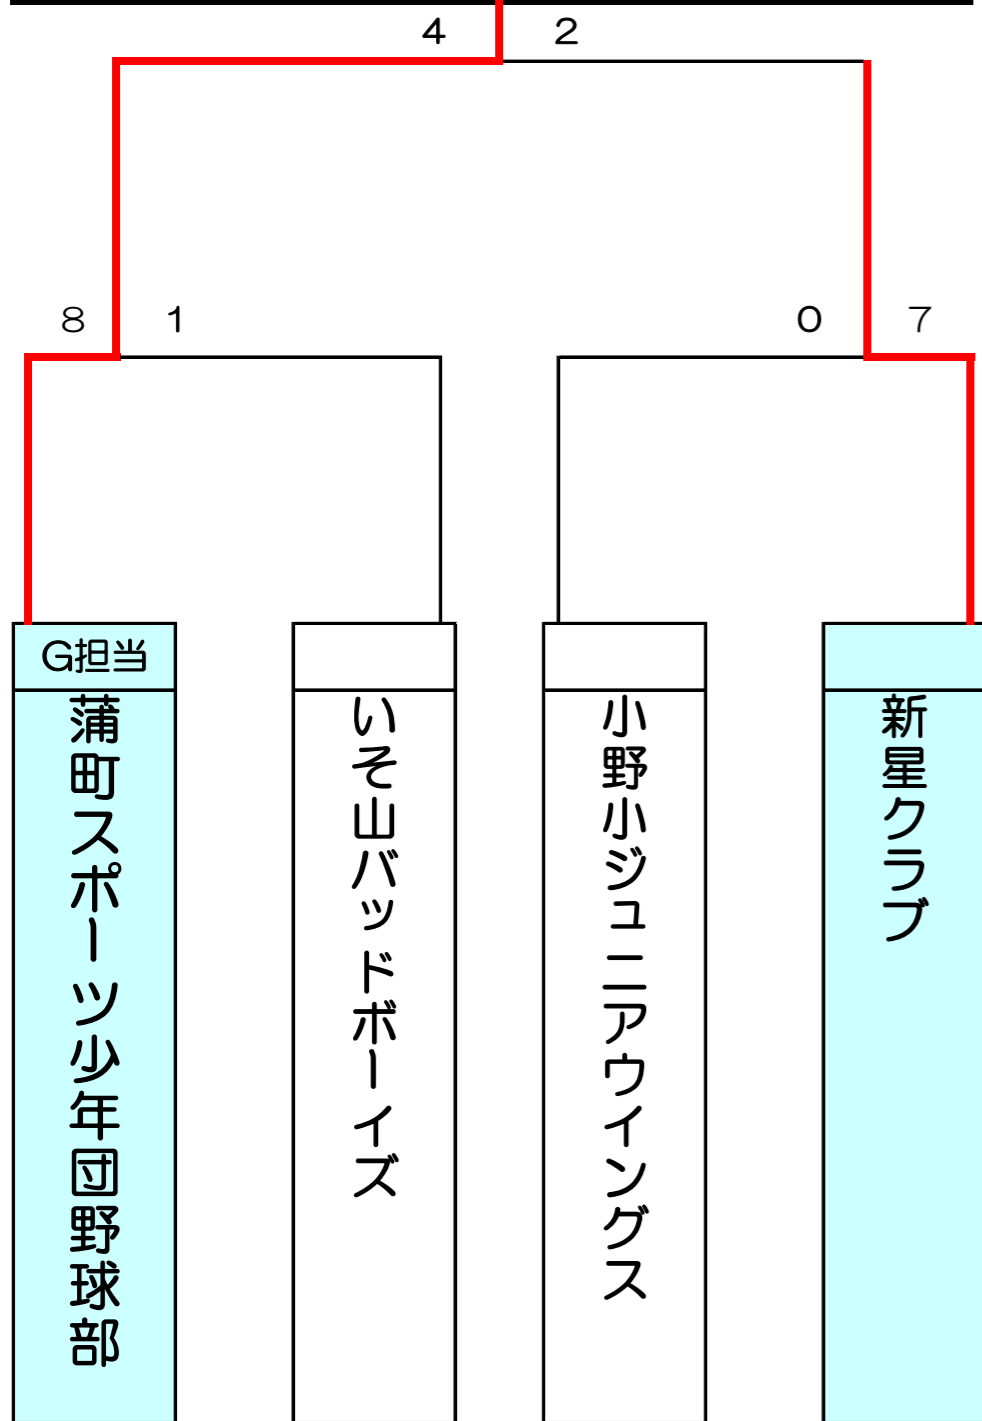 4 2
8 1 0 7
G担当
蒲町スポーツ少年団野球部
いそ山バッドボーイズ
小野小ジュニアウイングス
新星クラブ